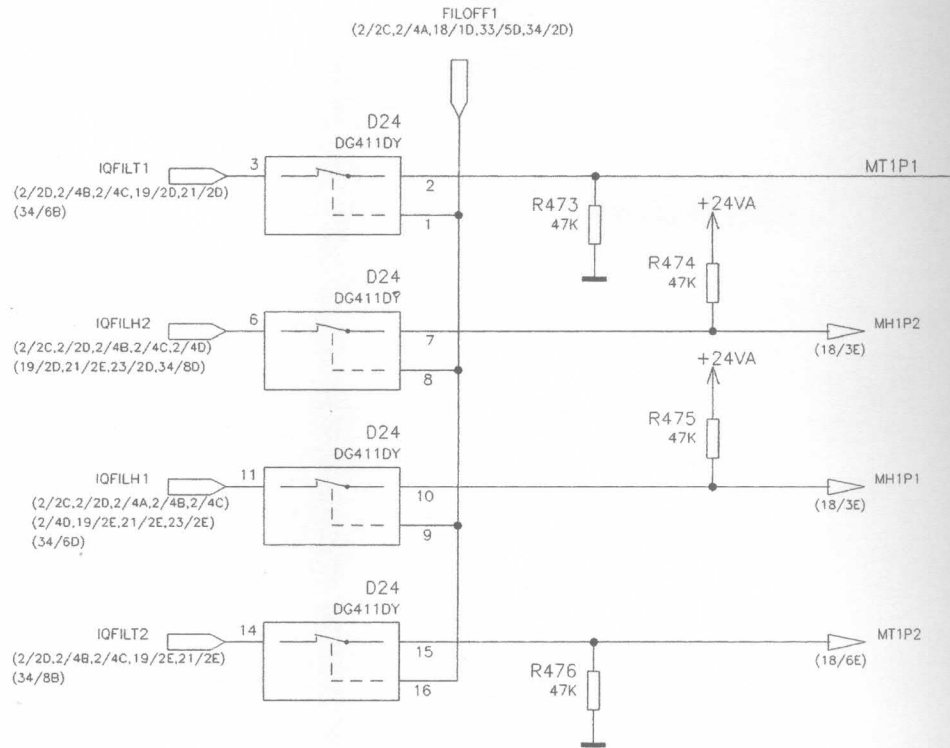 FILOFF1
(2/2C,2/4A,18/1D,33/5D,34/2D)
D24
DG411DY
IQFILT1
3
2
MT1P1
(2/2D,2/4B,2/4C,19/2D,21/2D)
(34/6B)
1
R473
47K
+24VA
D24
DG411DY
R474
47K
IQFILH2
6
7
MH1P2
(2/2C,2/2D,2/4B,2/4C,2/4D)
(18/3E)
(19/2D,21/2E,23/2D,34/8D)
8
+24VA
D24
DG411DY
R475
47K
IQFILH1
11
10
MH1P1
(2/2C,2/2D,2/4A,2/4B,2/4C)
(18/3E)
(2/4D,19/2E,21/2E,23/2E)
9
(34/6D)
D24
DG411DY
IQFILT2
14
15
MT1P2
(2/2D,2/4B,2/4C,19/2E,21/2E)
(18/6E)
(34/8B)
16
R476
47K